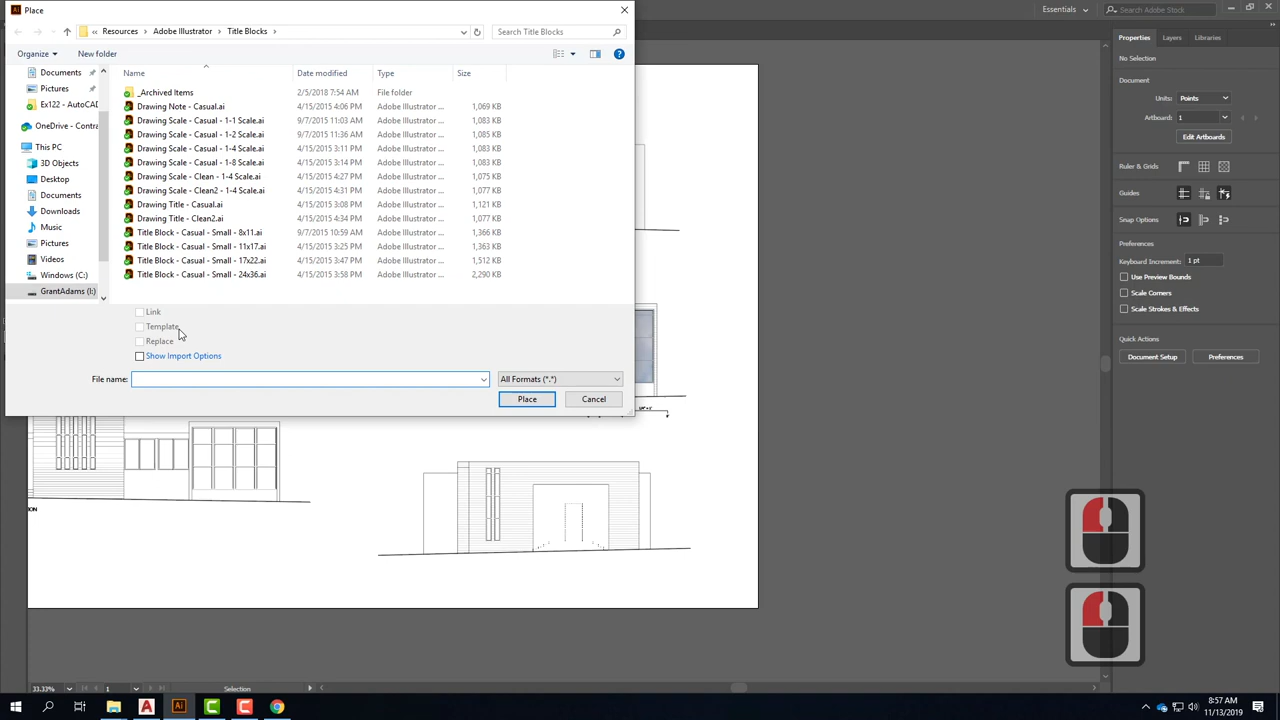 Place
Essentials
Search Adobe Stock
« Resources > Adobe Illustrator > Title Blocks >
Search Title Blocks
Properties
Layers
Libraries
Organize
New folder
No Selection
Documents
Pictures
Ex122 - AutoCAD
OneDrive - Contra
This PC
3D Objects
Desktop
Documents
Downloads
Music
Pictures
Videos
Windows (C:)
GrantAdams (I:)
Name Date modified Type Size
_Archived Items 2/5/2018 7:54 AM File folder
Drawing Note - Casual.ai 4/15/2015 4:06 PM Adobe Illustrator ... 1,069 KB
Drawing Scale - Casual - 1-1 Scale.ai 9/7/2015 11:03 AM Adobe Illustrator ... 1,083 KB
Drawing Scale - Casual - 1-2 Scale.ai 9/7/2015 11:36 AM Adobe Illustrator ... 1,085 KB
Drawing Scale - Casual - 1-4 Scale.ai 4/15/2015 3:11 PM Adobe Illustrator ... 1,083 KB
Drawing Scale - Casual - 1-8 Scale.ai 4/15/2015 3:14 PM Adobe Illustrator ... 1,083 KB
Drawing Scale - Clean - 1-4 Scale.ai 4/15/2015 4:27 PM Adobe Illustrator ... 1,075 KB
Drawing Scale - Clean2 - 1-4 Scale.ai 4/15/2015 4:31 PM Adobe Illustrator ... 1,077 KB
Drawing Title - Casual.ai 4/15/2015 3:08 PM Adobe Illustrator ... 1,121 KB
Drawing Title - Clean2.ai 4/15/2015 4:34 PM Adobe Illustrator ... 1,077 KB
Title Block - Casual - Small - 8x11.ai 9/7/2015 10:59 AM Adobe Illustrator ... 1,366 KB
Title Block - Casual - Small - 11x17.ai 4/15/2015 3:25 PM Adobe Illustrator ... 1,363 KB
Title Block - Casual - Small - 17x22.ai 4/15/2015 3:47 PM Adobe Illustrator ... 1,512 KB
Title Block - Casual - Small - 24x36.ai 4/15/2015 3:58 PM Adobe Illustrator ... 2,290 KB
Link
Template
Replace
Show Import Options
File name:
All Formats (*.*)
Place
Cancel
Document
Units: Points
Artboard: 1
Edit Artboards
Ruler & Grids
Guides
Snap Options
Preferences
Keyboard Increment: 1 pt
Use Preview Bounds
Scale Corners
Scale Strokes & Effects
Quick Actions
Document Setup
Preferences
ION
33.33%
1
Selection
Ai
A
Ai
C
C
8:57 AM
11/13/2019